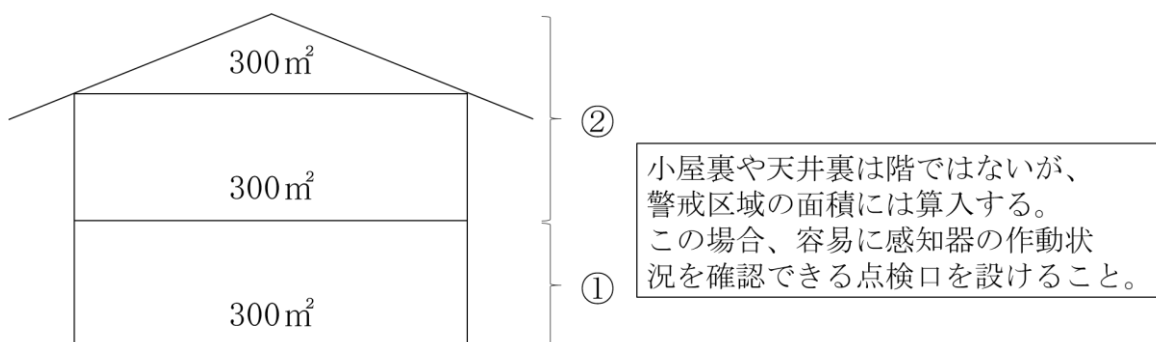 300㎡
②
300㎡
小屋裏や天井裏は階ではないが、
警戒区域の面積には算入する。
この場合、容易に感知器の作動状
況を確認できる点検口を設けること。
①
300㎡